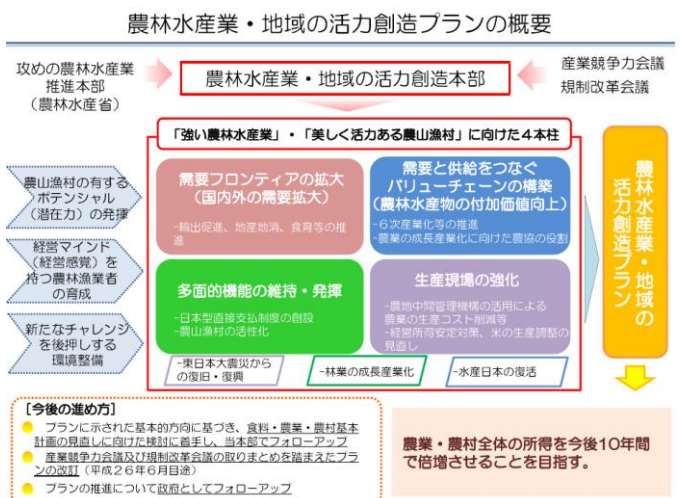 農林水産業・地域の活力創造プランの概要
攻めの農林水産業
推進本部
（農林水産省）
農林水産業・地域の活力創造本部
産業競争力会議
規制改革会議
「強い農林水産業」・「美しく活力ある農山漁村」に向けた４本柱
農山漁村の有する
ポテンシャル
（潜在力）の発揮
経営マインド
（経営感覚）を
持つ農林漁業者
の育成
新たなチャレンジ
を後押しする
環境整備
需要フロンティアの拡大
（国内外の需要拡大）
-輸出促進、地産地消、食育等の推
進
需要と供給をつなぐ
バリューチェーンの構築
（農林水産物の付加価値向上）
-６次産業化等の推進
-農業の成長産業化に向けた農協の役割
多面的機能の維持・発揮
-日本型直接支払制度の創設
-農山漁村の活性化
生産現場の強化
-農地中間管理機構の活用による
農業の生産コスト削減等
-経営所得安定対策、米の生産調整の
見直し
-東日本大震災から
の復旧・復興
-林業の成長産業化
-水産日本の復活
農林水産業・地域の
活力創造プラン
［今後の進め方］
プランに示された基本的方向に基づき、食料・農業・農村基本
計画の見直しに向けた検討に着手し、当本部でフォローアップ
産業競争力会議及び規制改革会議の取りまとめを踏まえたプラ
ンの改訂（平成２６年６月目途）
プランの推進について政府としてフォローアップ
農業・農村全体の所得を今後10年間
で倍増させることを目指す。